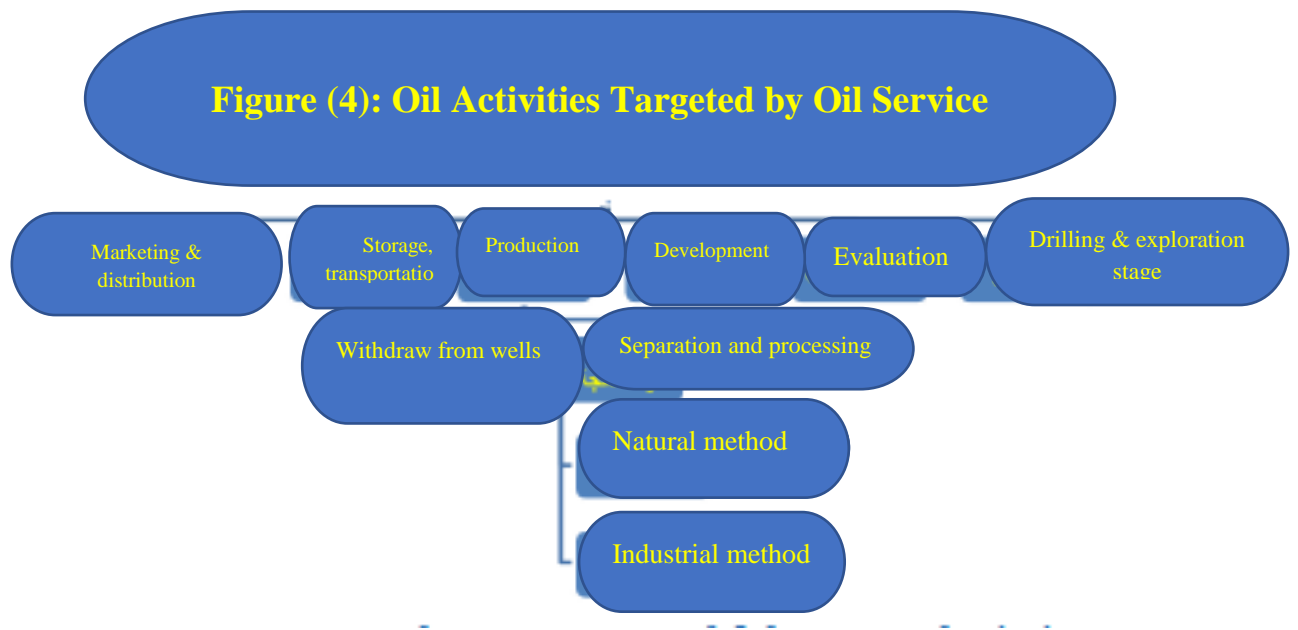 Figure (4): Oil Activities Targeted by Oil Service
Marketing &
distribution
Storage,
transportatio
Production
Development
Evaluation
Drilling & exploration
stage
Withdraw from wells
Separation and processing
Natural method
Industrial method